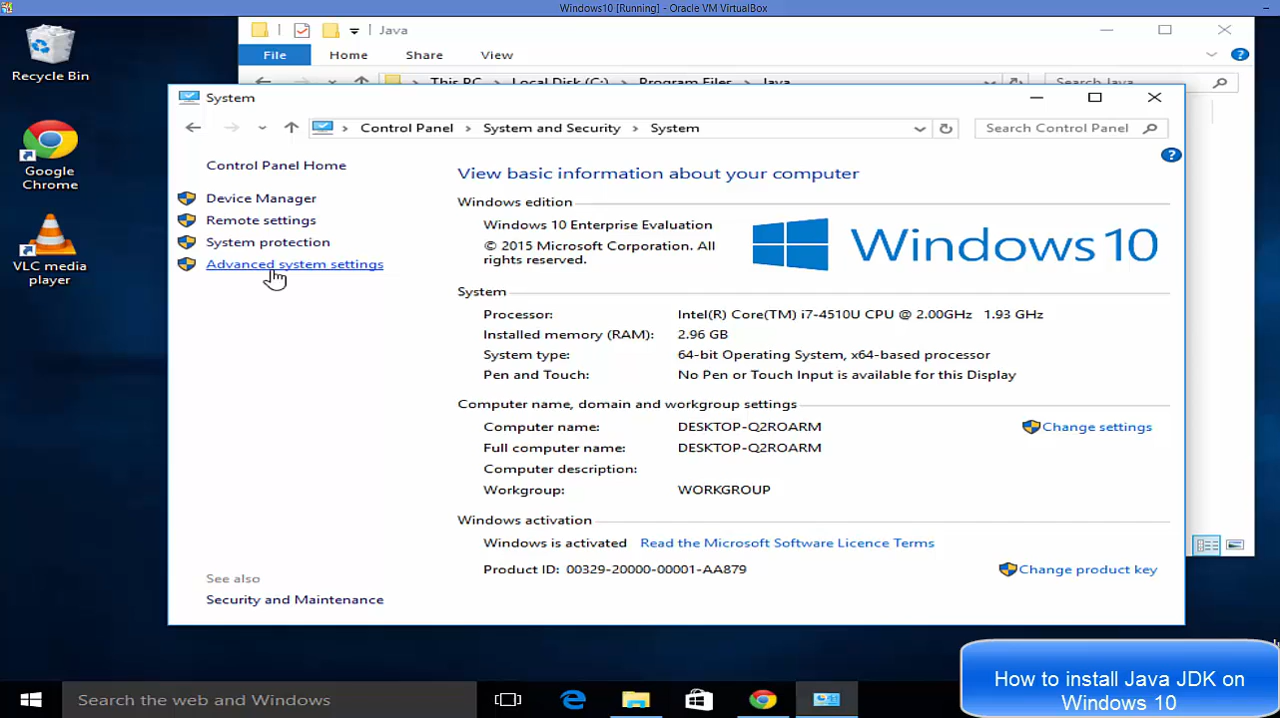 Windows10 [Running] - Oracle VM VirtualBox
Java
File Home Share View
This PC Local Disk (C:) Program Files Java
Search Java
Recycle Bin
Google
Chrome
VLC media
player
System
Control Panel System and Security System
Search Control Panel
Control Panel Home
Device Manager
Remote settings
System protection
Advanced system settings
See also
Security and Maintenance
View basic information about your computer
Windows edition
Windows 10 Enterprise Evaluation
© 2015 Microsoft Corporation. All
rights reserved.
Windows 10
System
Processor: Intel(R) Core(TM) i7-4510U CPU @ 2.00GHz 1.93 GHz
Installed memory (RAM): 2.96 GB
System type: 64-bit Operating System, x64-based processor
Pen and Touch: No Pen or Touch Input is available for this Display
Computer name, domain and workgroup settings
Computer name: DESKTOP-Q2ROARM
Change settings
Full computer name: DESKTOP-Q2ROARM
Computer description:
Workgroup: WORKGROUP
Windows activation
Windows is activated Read the Microsoft Software Licence Terms
Product ID: 00329-20000-00001-AA879
Change product key
Search the web and Windows
How to install Java JDK on
Windows 10